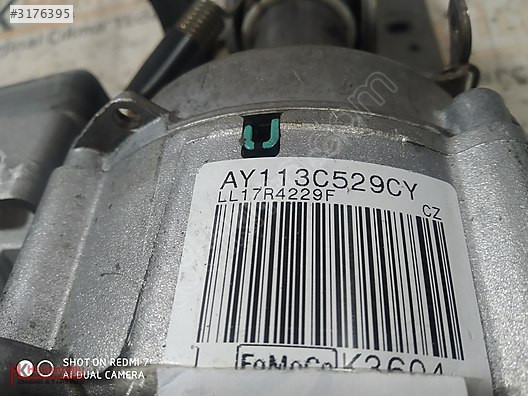 #3176395
AY113C529CY
LL17R4229F
CZ
FoMoCo
K3604
SHOT ON REDMI 7
AI DUAL CAMERA